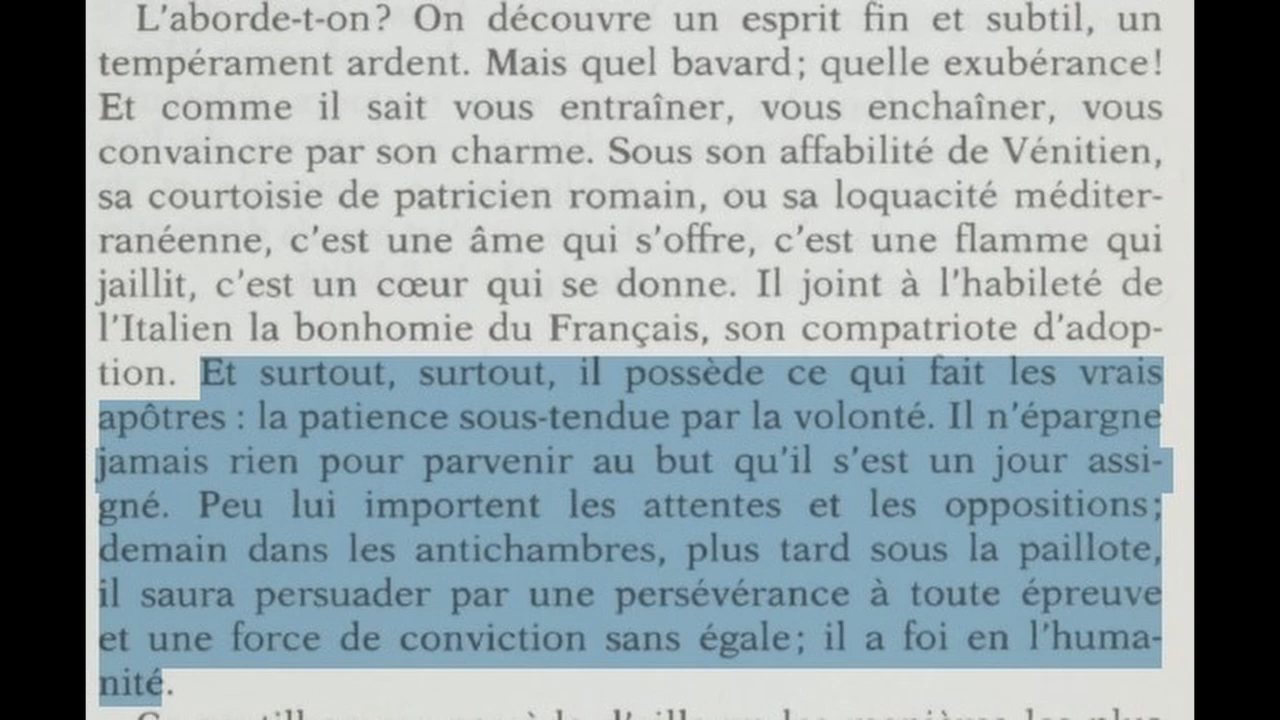 L'aborde-t-on? On découvre un esprit fin et subtil, un
tempérament ardent. Mais quel bavard; quelle exubérance!
Et comme il sait vous entraîner, vous enchaîner, vous
convaincre par son charme. Sous son affabilité de Vénitien,
sa courtoisie de patricien romain, ou sa loquacité méditer-
ranéenne, c'est une âme qui s'offre, c'est une flamme qui
jaillit, c'est un cœur qui se donne. Il joint à l'habileté de
l'Italien la bonhomie du Français, son compatriote d'adop-
tion. Et surtout, surtout, il possède ce qui fait les vrais
apôtres : la patience sous-tendue par la volonté. Il n'épargne
jamais rien pour parvenir au but qu'il s'est un jour assi-
gné. Peu lui importent les attentes et les oppositions;
demain dans les antichambres, plus tard sous la paillote,
il saura persuader par une persévérance à toute épreuve
et une force de conviction sans égale; il a foi en l'huma-
nité.